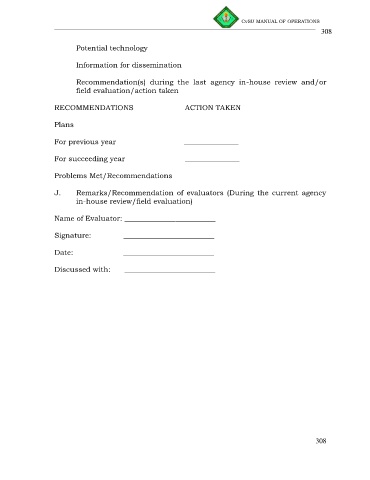 CvSU MANUAL OF OPERATIONS
308
Potential technology
Information for dissemination
Recommendation(s) during the last agency in-house review and/or
field evaluation/action taken
RECOMMENDATIONS ACTION TAKEN
Plans
For previous year _______________
For succeeding year _______________
Problems Met/Recommendations
J. Remarks/Recommendation of evaluators (During the current agency
in-house review/field evaluation)
Name of Evaluator: _________________________
Signature: _________________________
Date: _________________________
Discussed with: _________________________
308